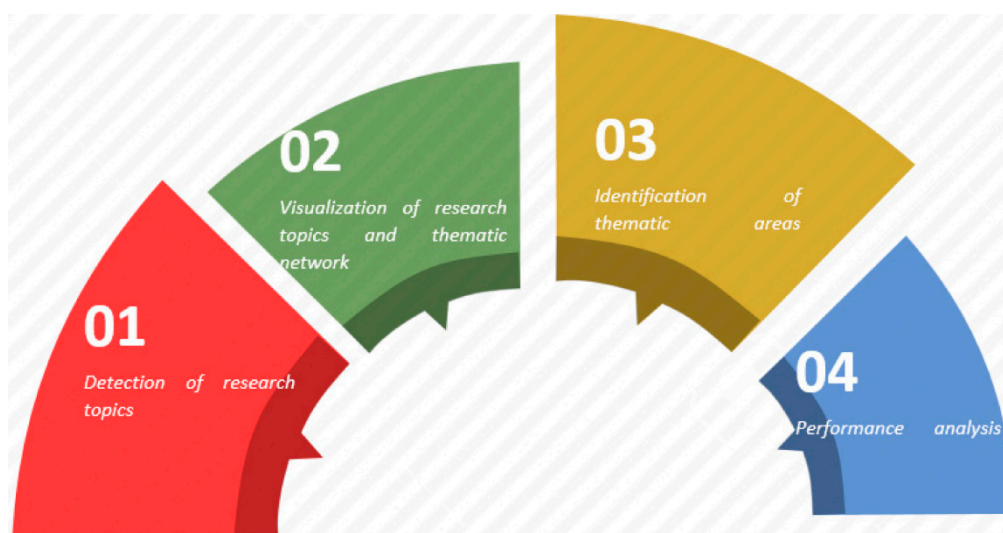 01
Detection of research
topics
02
Visualization of research
topics and thematic
network
03
Identification of
thematic areas
04
Performance analysis